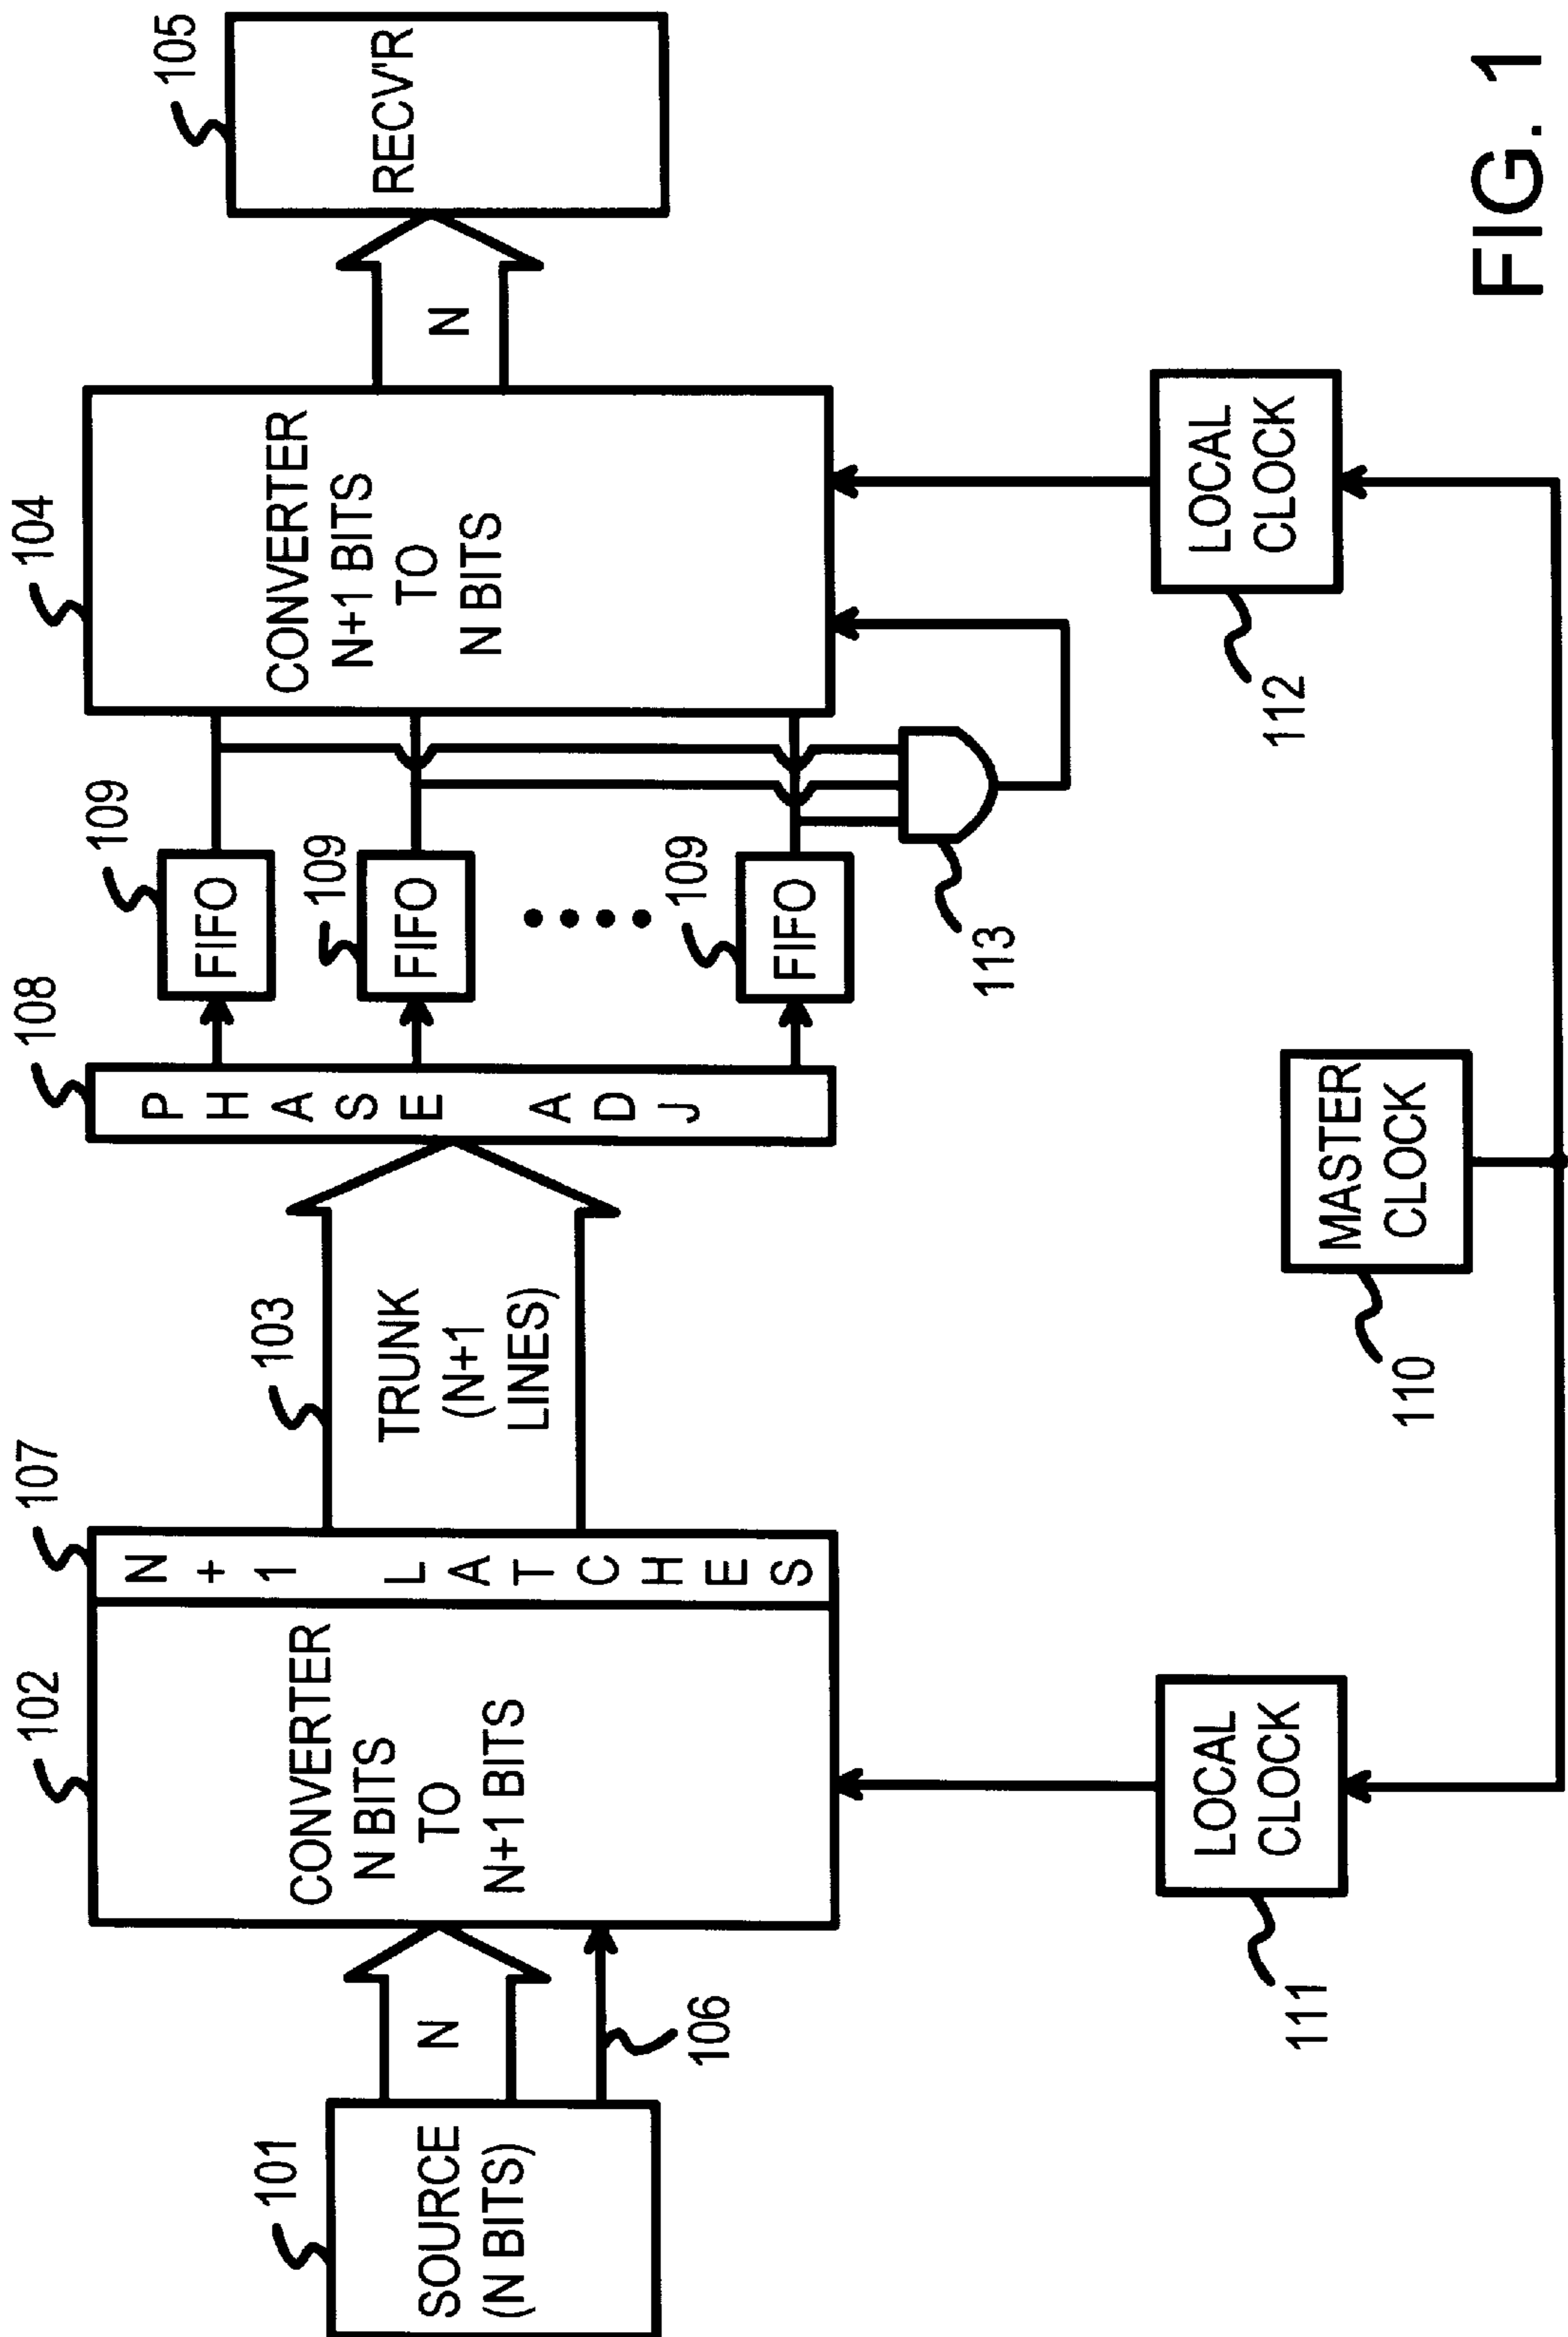 101
SOURCE
(N BITS)
N
106
102
CONVERTER
N BITS
TO
N+1 BITS
107
N+1 LATCHES
103
TRUNK
(N+1
LINES)
108
PHASE ADJ
109
FIFO
109
FIFO
109
FIFO
113
104
CONVERTER
N+1 BITS
TO
N BITS
N
105
RECV'R
111
LOCAL
CLOCK
110
MASTER
CLOCK
112
LOCAL
CLOCK
FIG. 1